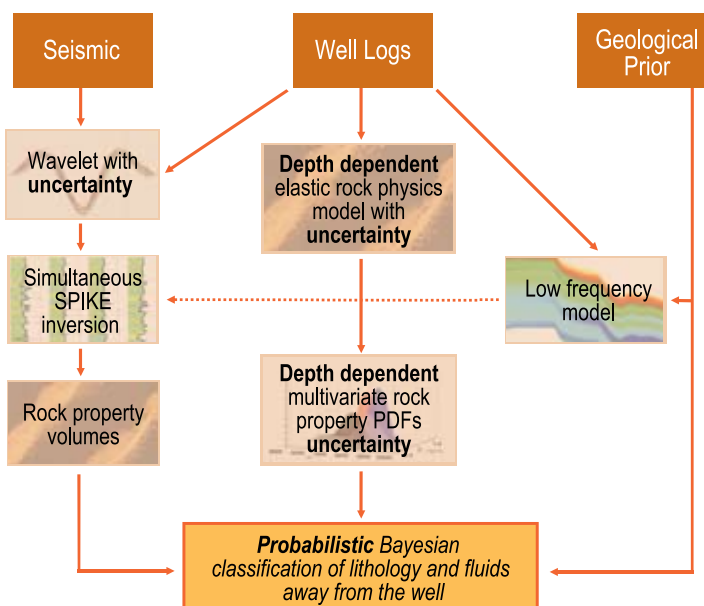 Seismic
Well Logs
Geological
Prior
Wavelet with
uncertainty
Depth dependent
elastic rock physics
model with
uncertainty
Simultaneous
SPIKE
inversion
Low frequency
model
Rock property
volumes
Depth dependent
multivariate rock
property PDFs
uncertainty
Probabilistic Bayesian
classification of lithology and fluids
away from the well